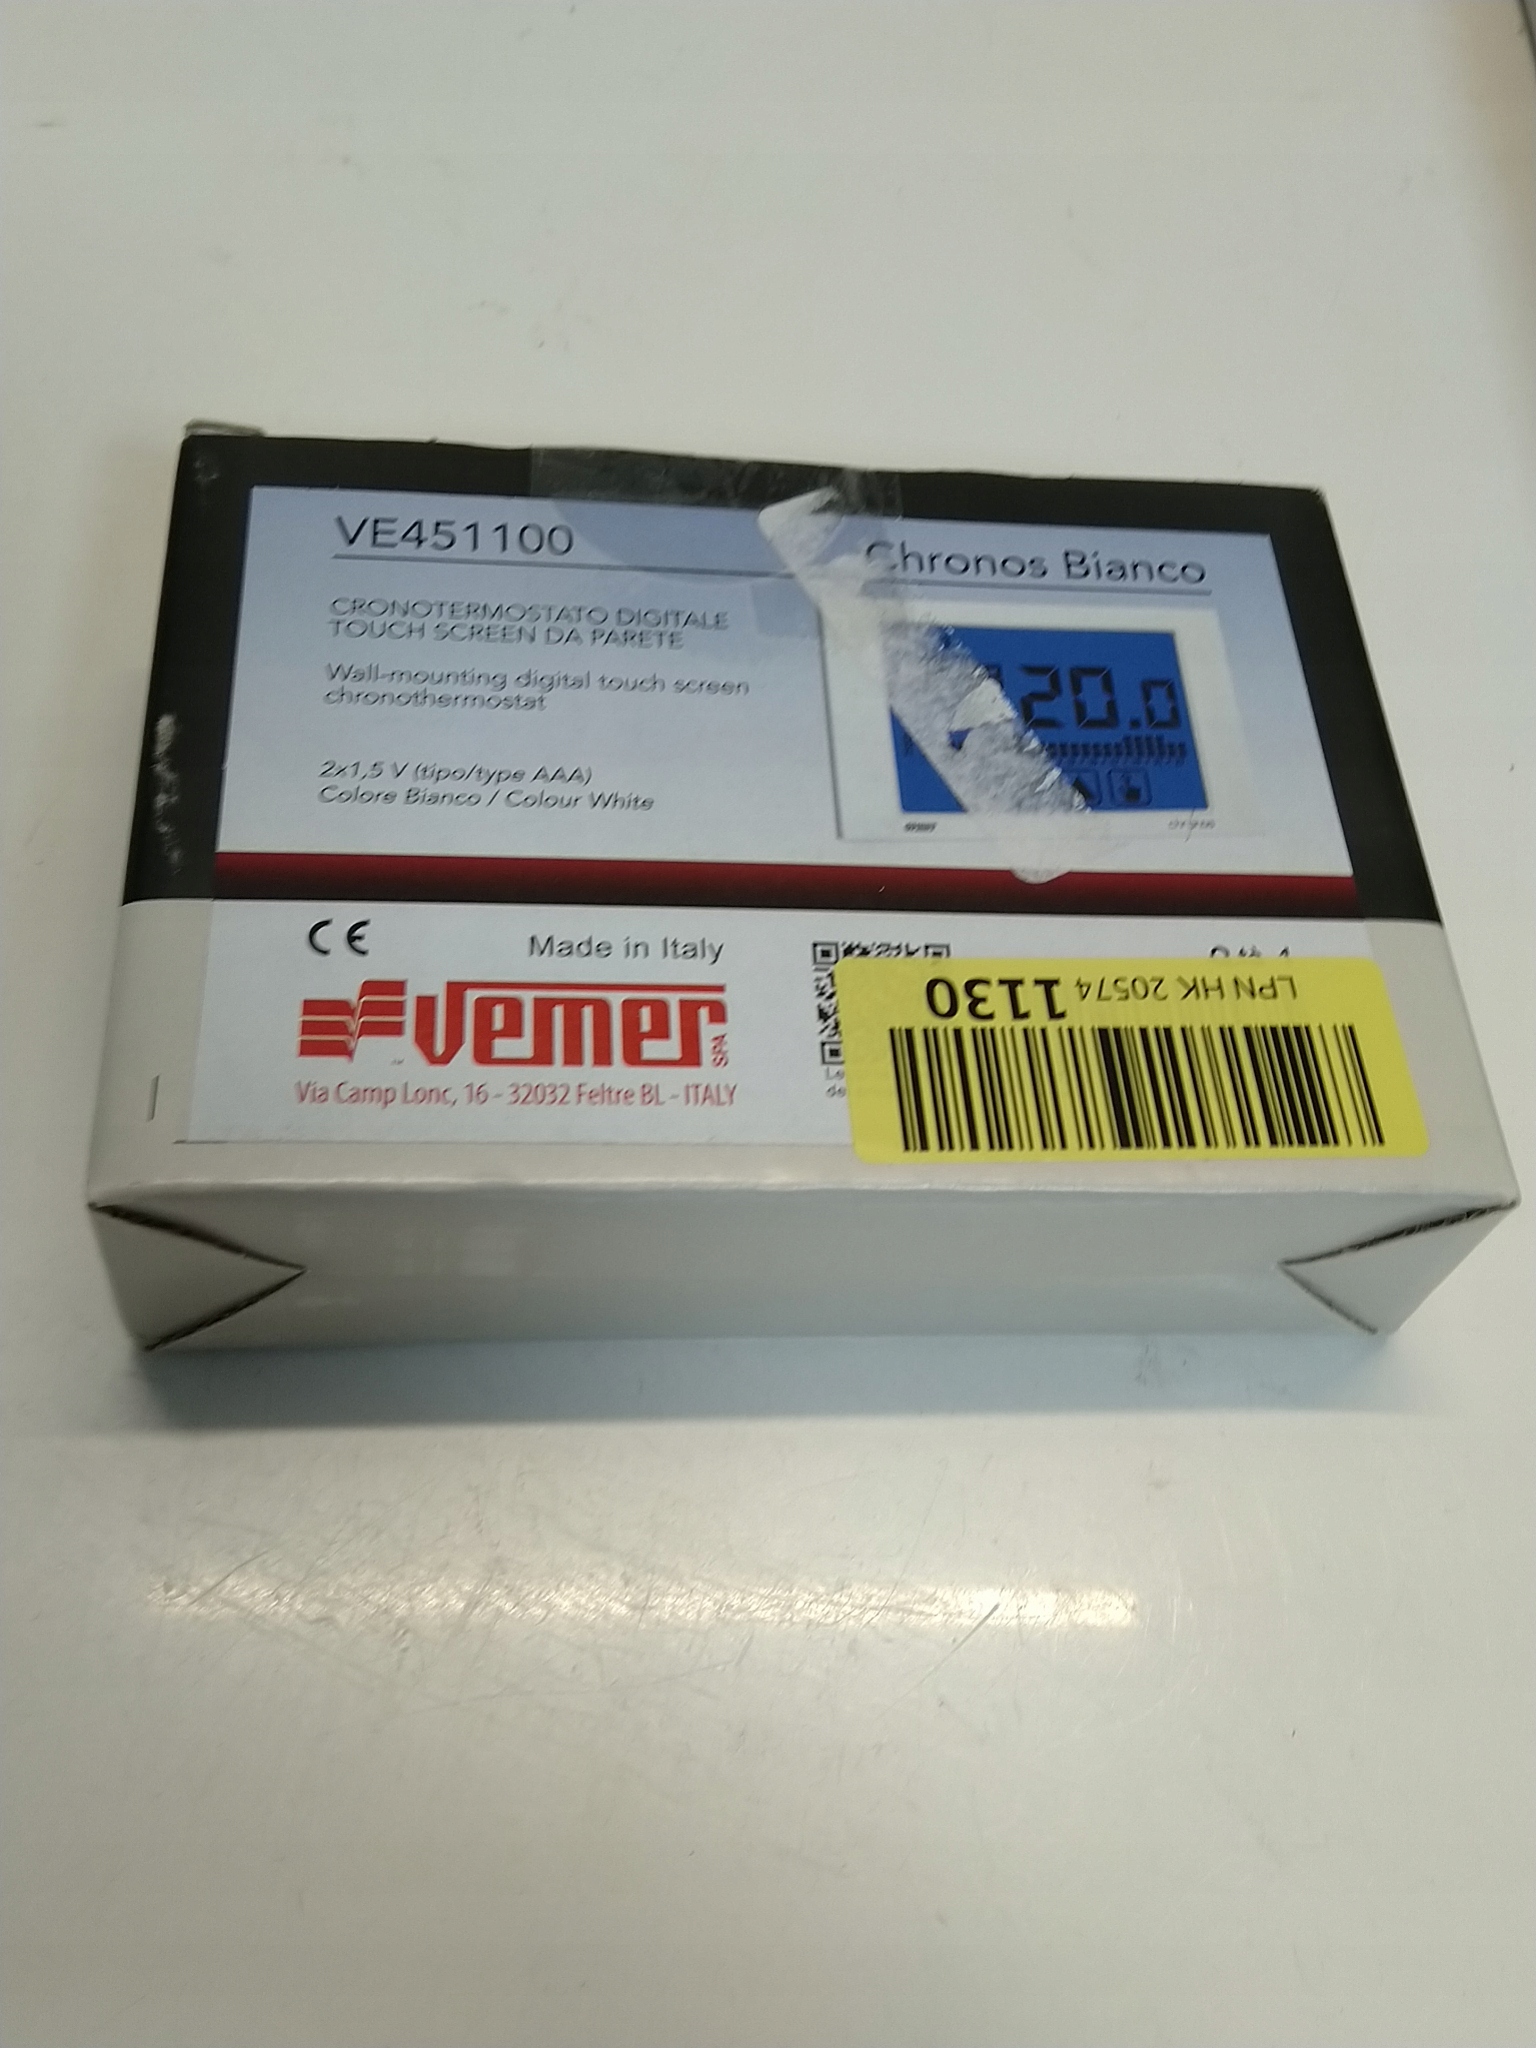 VE451100
Chronos Bianco
CRONOTERMOSTATO DIGITALE
TOUCH SCREEN DA PARETE
Wall-mounting digital touch screen
chronothermostat
2x1,5 V (tipo/type AAA)
Colore Bianco / Colour White
20.0
CE
Made in Italy
vemer SPA
Via Camp Lonc, 16 - 32032 Feltre BL - ITALY
LPN HK 20574 1130